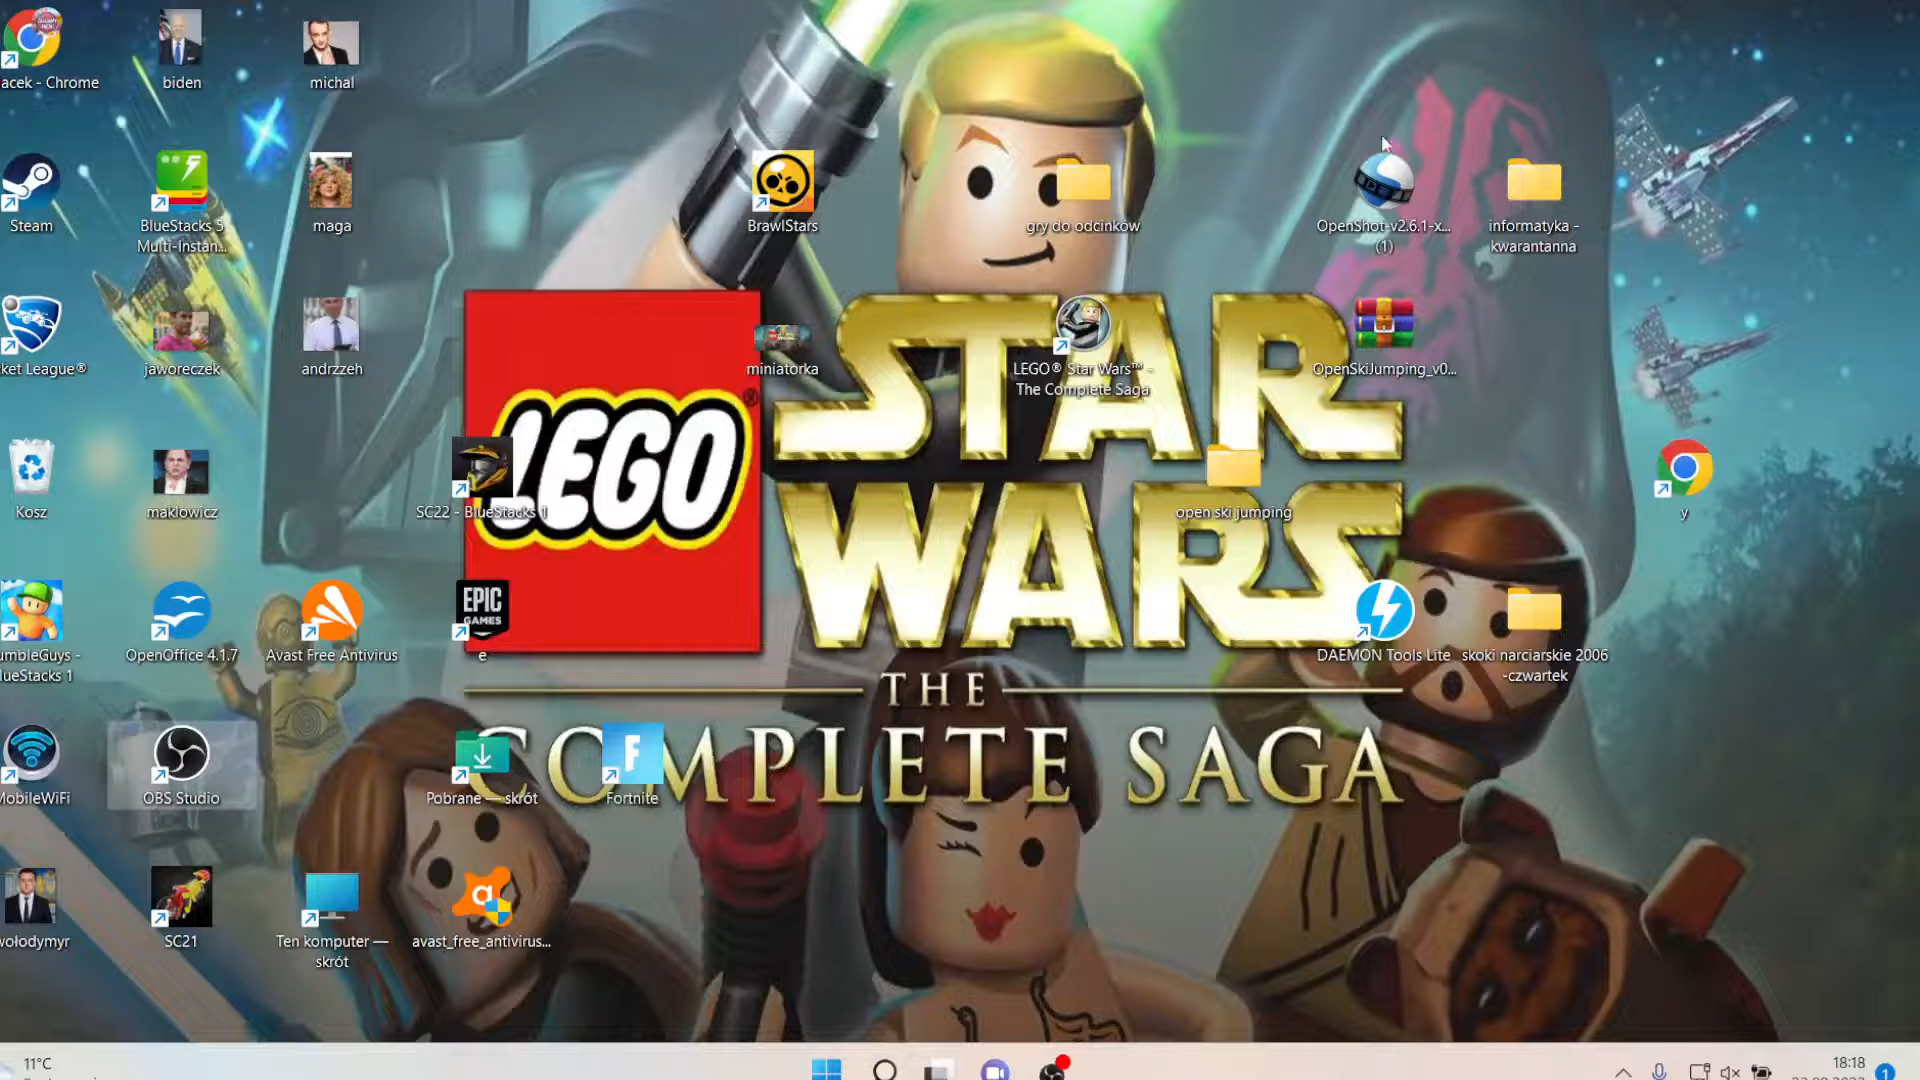 acek - Chrome
biden
michal
Steam
BlueStacks 5
Multi-Instan...
maga
BrawlStars
gry do odcinków
OpenShot-v2.6.1-x...
(1)
informatyka -
kwarantanna
ket League®
jaworeczek
andrzzeh
miniatorka
LEGO® Star Wars™ -
The Complete Saga
OpenSkiJumping_v0...
LEGO
®
STAR
WARS
THE
COMPLETE SAGA
Kosz
maklowicz
SC22 - BlueStacks 1
open ski jumping
y
EPIC
GAMES
umbleGuys -
lueStacks 1
OpenOffice 4.1.7
Avast Free Antivirus
e
DAEMON Tools Lite
skoki narciarskie 2006
-czwartek
MobileWiFi
OBS Studio
Pobrane — skrót
F
Fortnite
wołodymyr
SC21
Ten komputer —
skrót
a
avast_free_antivirus...
11°C
18:18
1